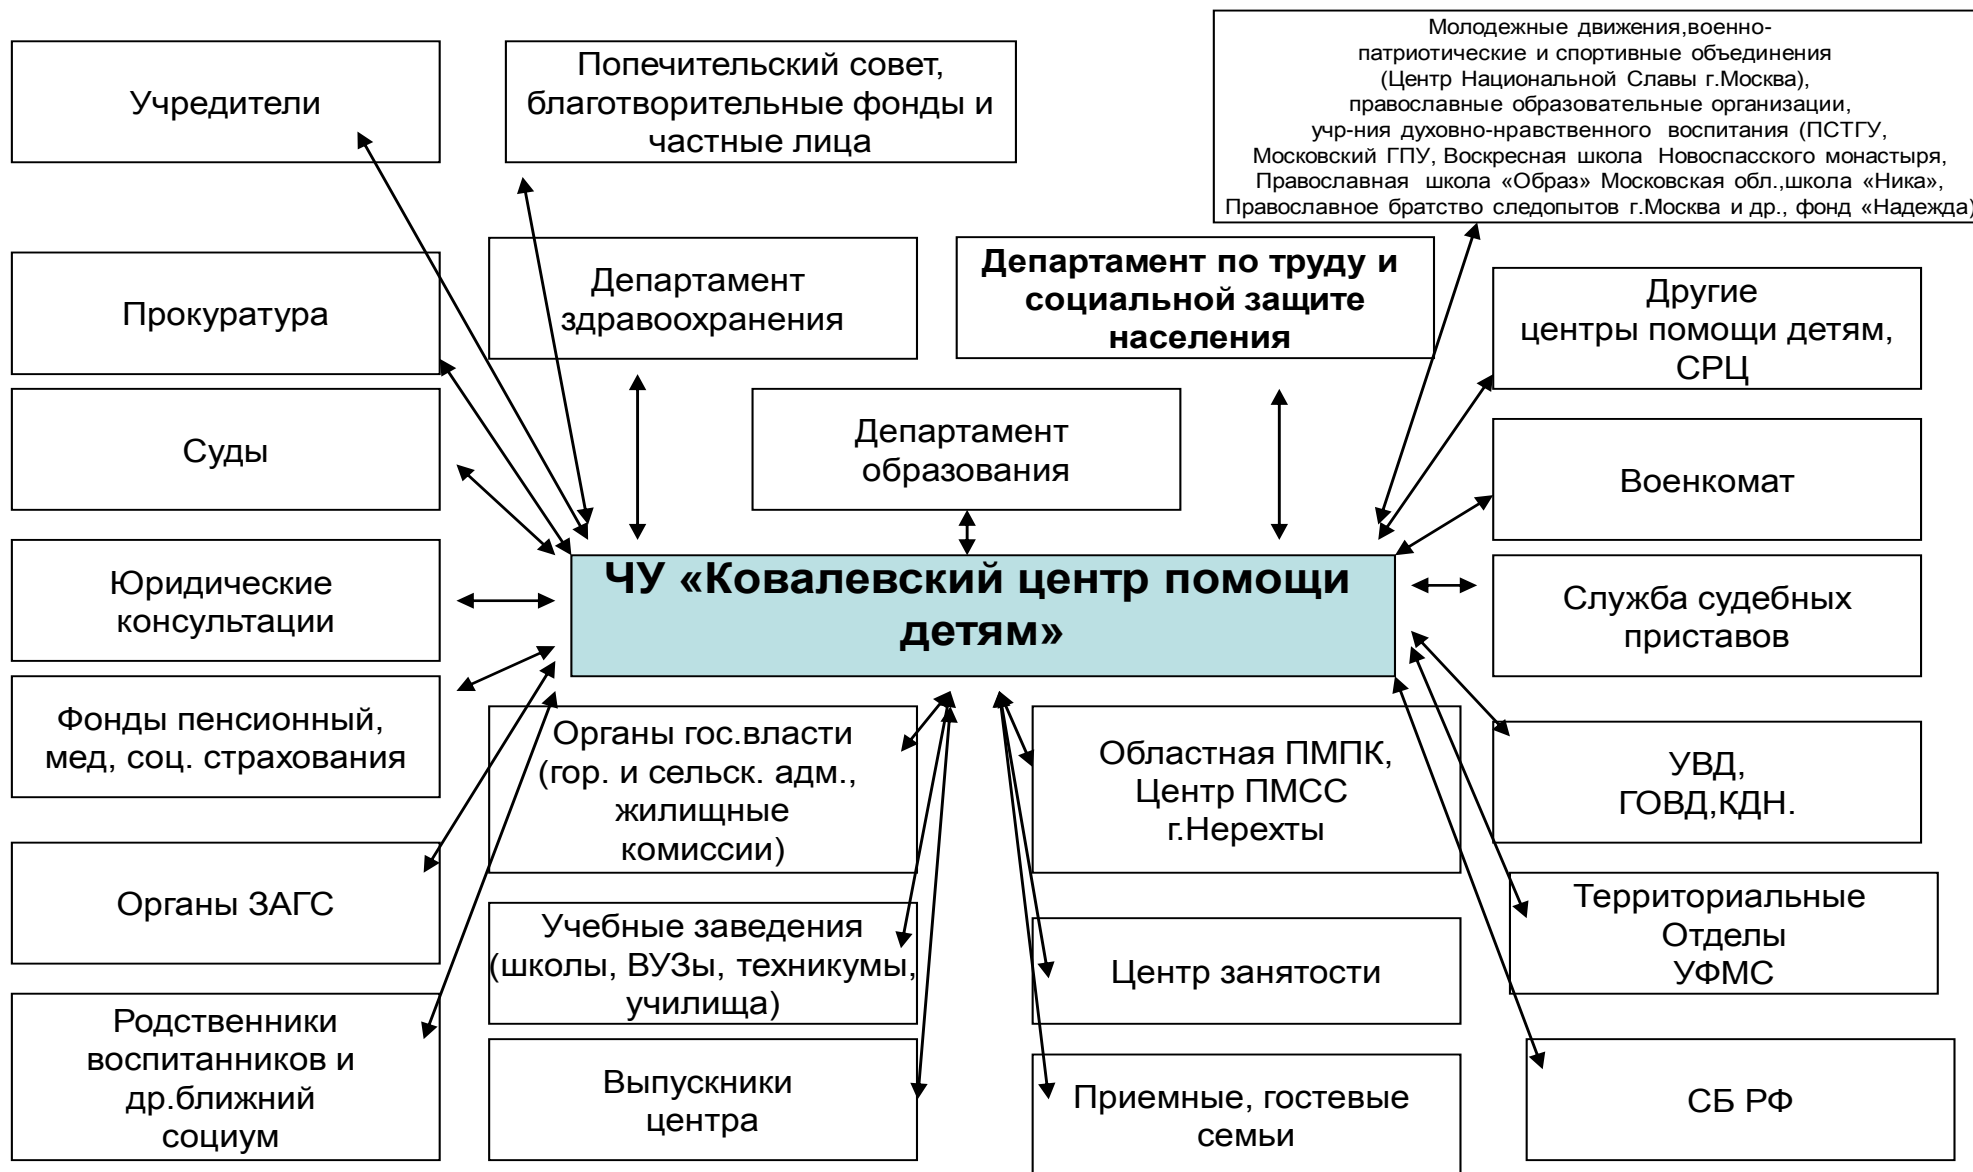 Учредители
Попечительский совет,
благотворительные фонды и
частные лица
Молодежные движения,военно-
патриотические и спортивные объединения
(Центр Национальной Славы г.Москва),
православные образовательные организации,
учр-ния духовно-нравственного воспитания (ПСТГУ,
Московский ГПУ, Воскресная школа Новоспасского монастыря,
Православная школа «Образ» Московская обл.,школа «Ника»,
Православное братство следопытов г.Москва и др., фонд «Надежда)
Прокуратура
Департамент
здравоохранения
Департамент по труду и
социальной защите
населения
Другие
центры помощи детям,
СРЦ
Суды
Департамент
образования
Военкомат
Юридические
консультации
ЧУ «Ковалевский центр помощи
детям»
Служба судебных
приставов
Фонды пенсионный,
мед, соц. страхования
Органы гос.власти
(гор. и сельск. адм.,
жилищные
комиссии)
Областная ПМПК,
Центр ПМСС
г.Нерехты
УВД,
ГОВД,КДН.
Органы ЗАГС
Учебные заведения
(школы, ВУЗы, техникумы,
училища)
Центр занятости
Территориальные
Отделы
УФМС
Родственники
воспитанников и
др.ближний
социум
Выпускники
центра
Приемные, гостевые
семьи
СБ РФ